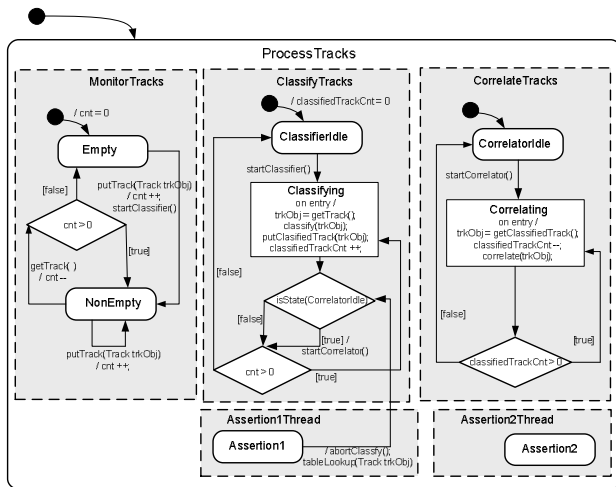 ProcessTracks
MonitorTracks
/ cnt = 0
Empty
[false]
putTrack(Track trkObj)
/ cnt ++;
startClassifier()
cnt > 0
[true]
getTrack( )
/ cnt --
NonEmpty
putTrack(Track trkObj)
/ cnt ++;
ClassifyTracks
/ classifiedTrackCnt = 0
ClassifierIdle
startClassifier()
Classifying
on entry /
trkObj = getTrack();
classify(trkObj);
putClasifiedTrack(trkObj);
classifiedTrackCnt ++;
[false]
isState(CorrelatorIdle)
[false]
[true] /
startCorrelator()
cnt > 0
[true]
CorrelateTracks
CorrelatorIdle
startCorrelator()
Correlating
on entry /
trkObj = getClassifiedTrack();
classifiedTrackCnt--;
correlate(trkObj);
[false]
[true]
classifiedTrackCnt > 0
Assertion1Thread
Assertion1
/ abortClassfy();
tableLookup(Track trkObj)
Assertion2Thread
Assertion2